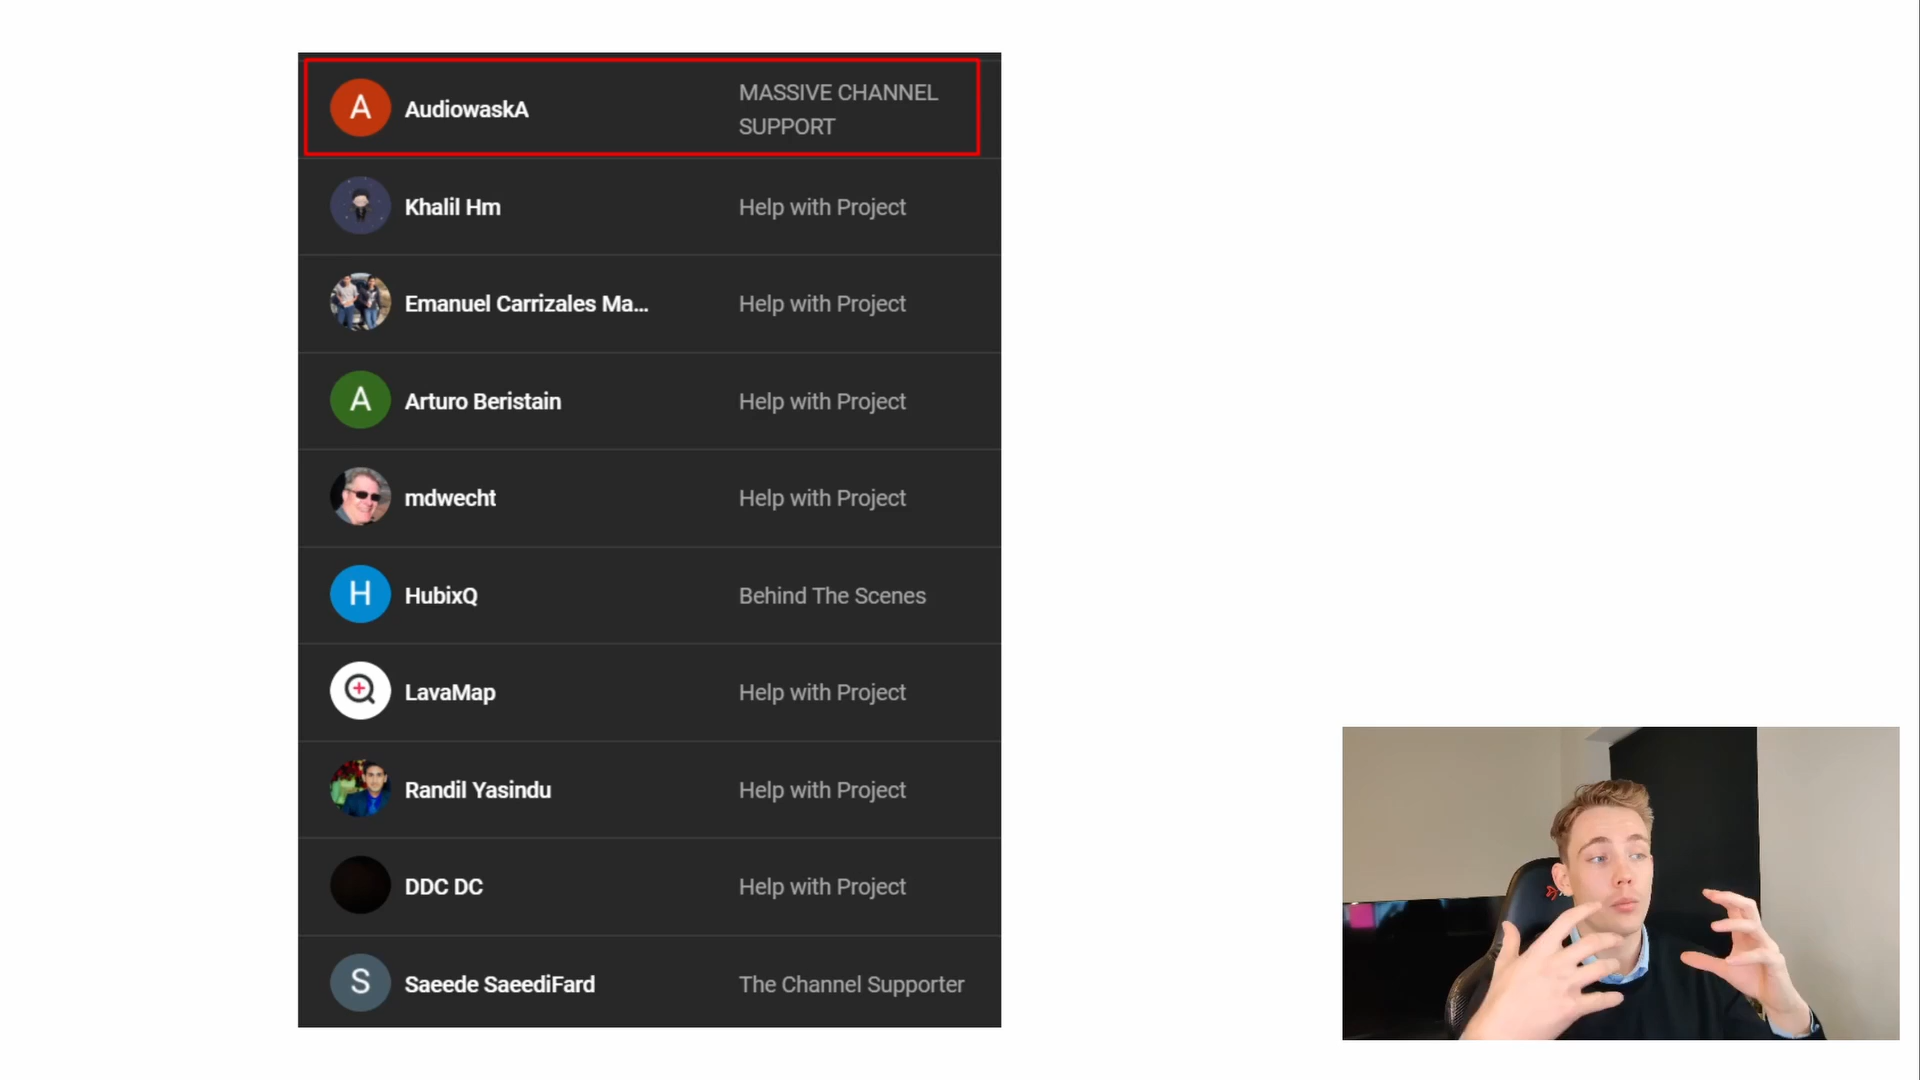 A AudiowaskA MASSIVE CHANNEL
SUPPORT
Khalil Hm Help with Project
Emanuel Carrizales Ma... Help with Project
A Arturo Beristain Help with Project
mdwecht Help with Project
H HubixQ Behind The Scenes
LavaMap Help with Project
Randil Yasindu Help with Project
DDC DC Help with Project
S Saeede SaeediFard The Channel Supporter